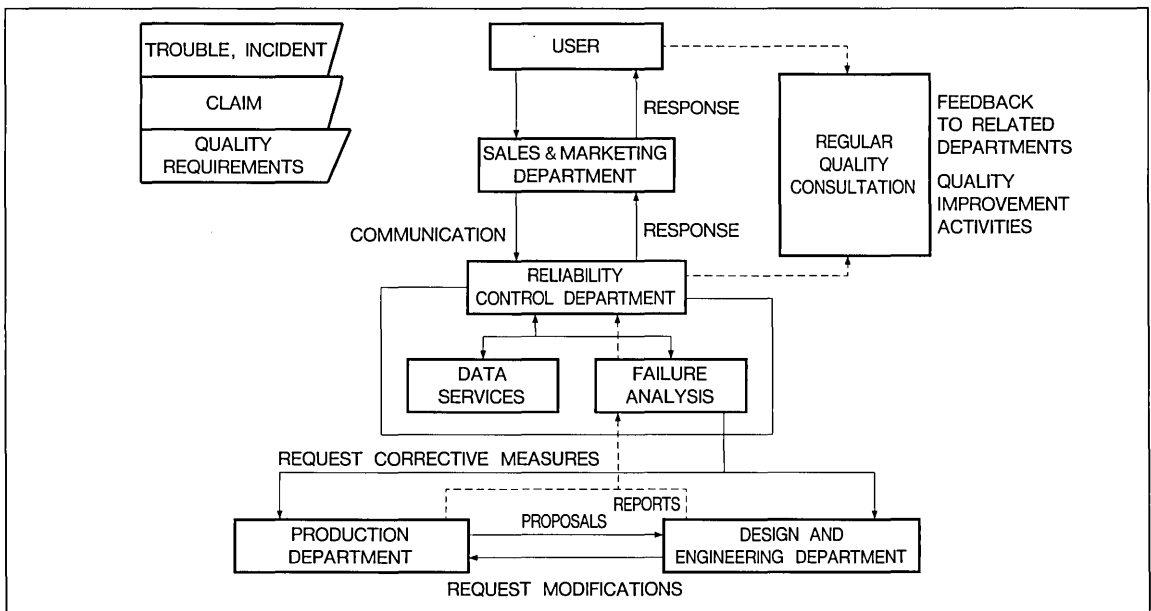 TROUBLE, INCIDENT
CLAIM
QUALITY
REQUIREMENTS
USER
RESPONSE
SALES & MARKETING
DEPARTMENT
COMMUNICATION
RESPONSE
REGULAR
QUALITY
CONSULTATION
FEEDBACK
TO RELATED
DEPARTMENTS
QUALITY
IMPROVEMENT
ACTIVITIES
RELIABILITY
CONTROL DEPARTMENT
DATA
SERVICES
FAILURE
ANALYSIS
REQUEST CORRECTIVE MEASURES
REPORTS
PROPOSALS
PRODUCTION
DEPARTMENT
DESIGN AND
ENGINEERING DEPARTMENT
REQUEST MODIFICATIONS